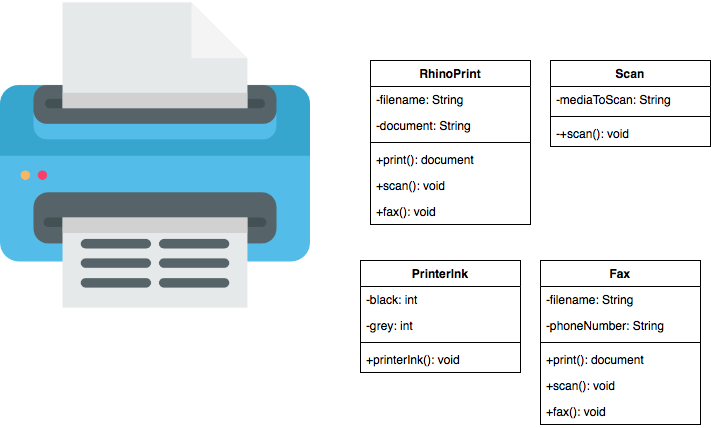 RhinoPrint
-filename: String
-document: String
+print(): document
+scan(): void
+fax(): void
Scan
-mediaToScan: String
-+scan(): void
PrinterInk
-black: int
-grey: int
+printerInk(): void
Fax
-filename: String
-phoneNumber: String
+print(): document
+scan(): void
+fax(): void